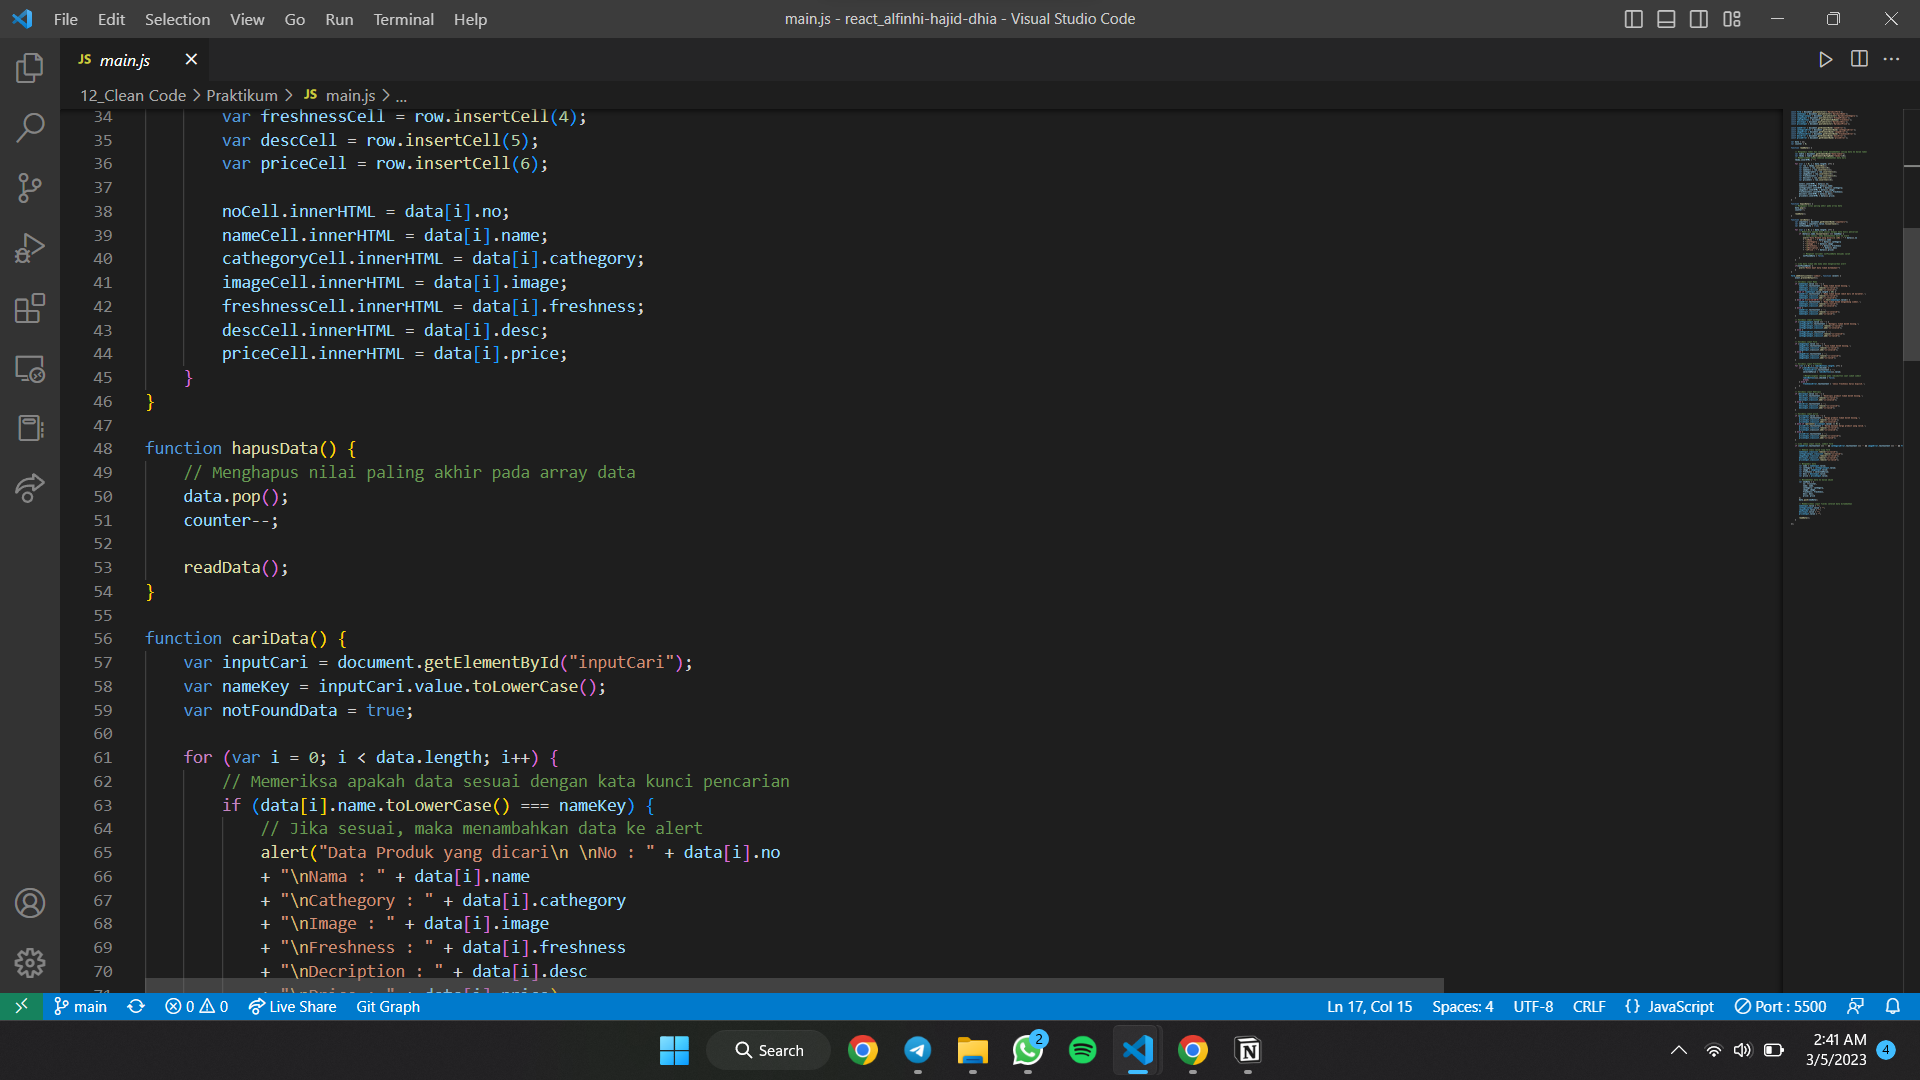 File Edit Selection View Go Run Terminal Help
main.js - react_alfinhi-hajid-dhia - Visual Studio Code
JS main.js
12_Clean Code > Praktikum > JS main.js > ...
34 var freshnessCell = row.insertCell(4);
35 var descCell = row.insertCell(5);
36 var priceCell = row.insertCell(6);
37
38 noCell.innerHTML = data[i].no;
39 nameCell.innerHTML = data[i].name;
40 cathegoryCell.innerHTML = data[i].cathegory;
41 imageCell.innerHTML = data[i].image;
42 freshnessCell.innerHTML = data[i].freshness;
43 descCell.innerHTML = data[i].desc;
44 priceCell.innerHTML = data[i].price;
45 }
46 }
47
48 function hapusData() {
49 // Menghapus nilai paling akhir pada array data
50 data.pop();
51 counter--;
52
53 readData();
54 }
55
56 function cariData() {
57 var inputCari = document.getElementById("inputCari");
58 var nameKey = inputCari.value.toLowerCase();
59 var notFoundData = true;
60
61 for (var i = 0; i < data.length; i++) {
62 // Memeriksa apakah data sesuai dengan kata kunci pencarian
63 if (data[i].name.toLowerCase() === nameKey) {
64 // Jika sesuai, maka menambahkan data ke alert
65 alert("Data Produk yang dicari\n \nNo : " + data[i].no
66 + "\nNama : " + data[i].name
67 + "\nCathegory : " + data[i].cathegory
68 + "\nImage : " + data[i].image
69 + "\nFreshness : " + data[i].freshness
70 + "\nDecription : " + data[i].desc
71 + "\nPrice : " + data[i].price)
main 0 0 Live Share Git Graph
Ln 17, Col 15 Spaces: 4 UTF-8 CRLF {} JavaScript Port : 5500
Search
2
2:41 AM
3/5/2023
4